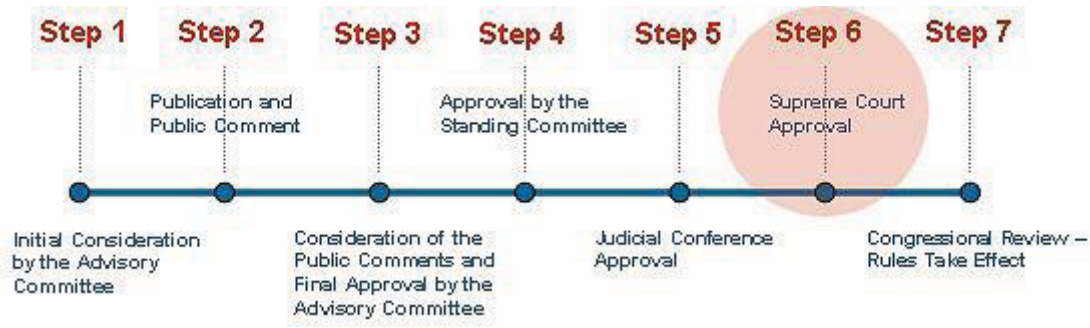 Step 1 Step 2 Step 3 Step 4 Step 5 Step 6 Step 7
Publication and
Public Comment
Approval by the
Standing Committee
Supreme Court
Approval
Initial Consideration
by the Advisory
Committee
Consideration of the
Public Comments and
Final Approval by the
Advisory Committee
Judicial Conference
Approval
Congressional Review –
Rules Take Effect